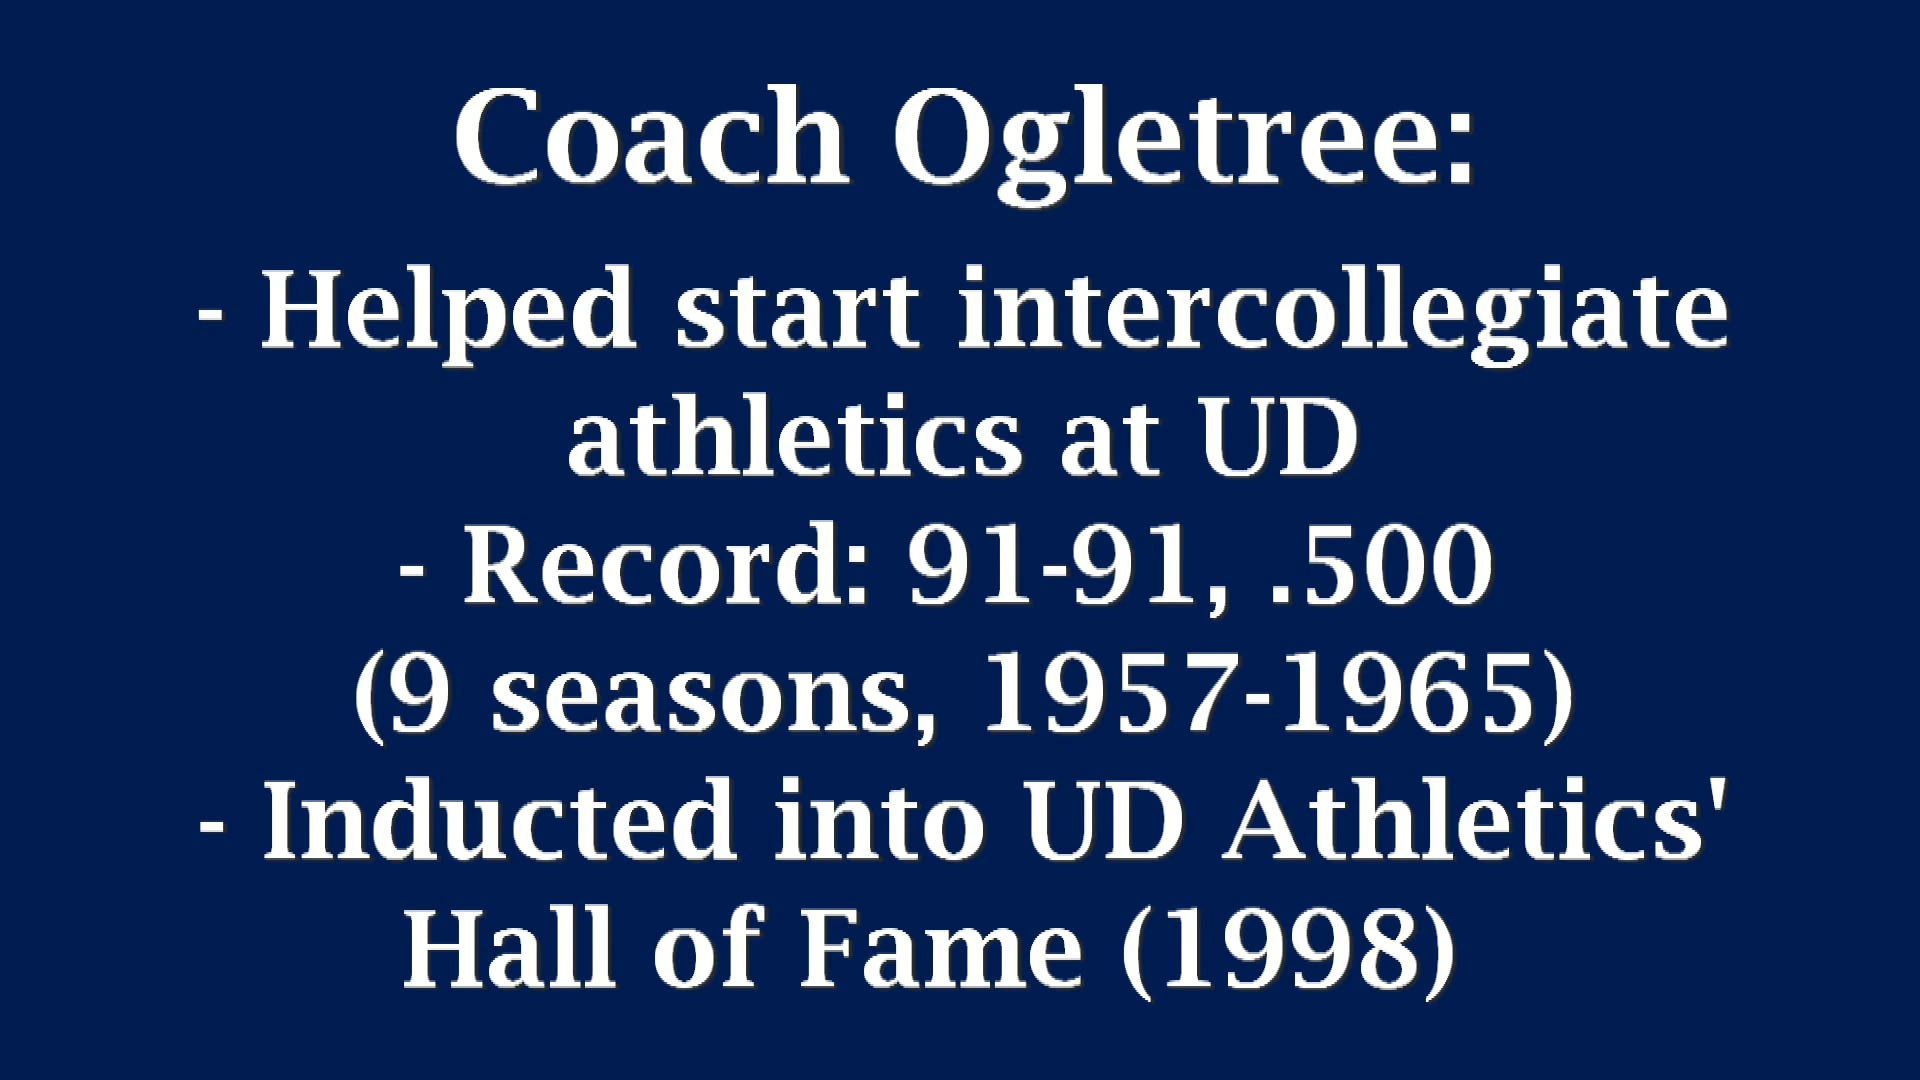 Coach Ogletree:
- Helped start intercollegiate
athletics at UD
- Record: 91-91, .500
(9 seasons, 1957-1965)
- Inducted into UD Athletics'
Hall of Fame (1998)